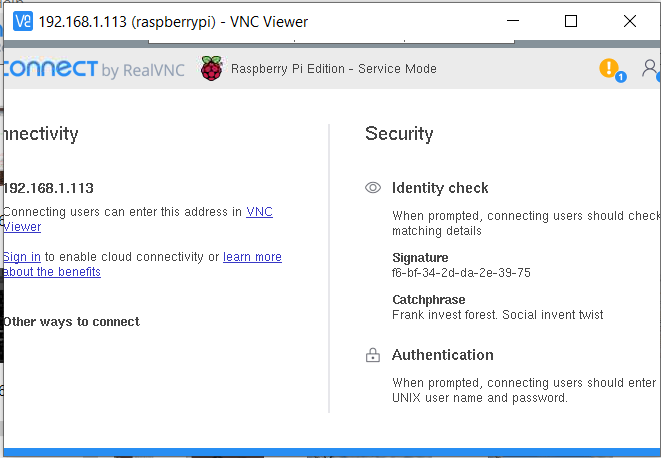 192.168.1.113 (raspberrypi) - VNC Viewer
connect by RealVNC
Raspberry Pi Edition - Service Mode
1
nnectivity
192.168.1.113
Connecting users can enter this address in VNC
Viewer
Sign in to enable cloud connectivity or learn more
about the benefits
Other ways to connect
Security
Identity check
When prompted, connecting users should check
matching details
Signature
f6-bf-34-2d-da-2e-39-75
Catchphrase
Frank invest forest. Social invent twist
Authentication
When prompted, connecting users should enter
UNIX user name and password.